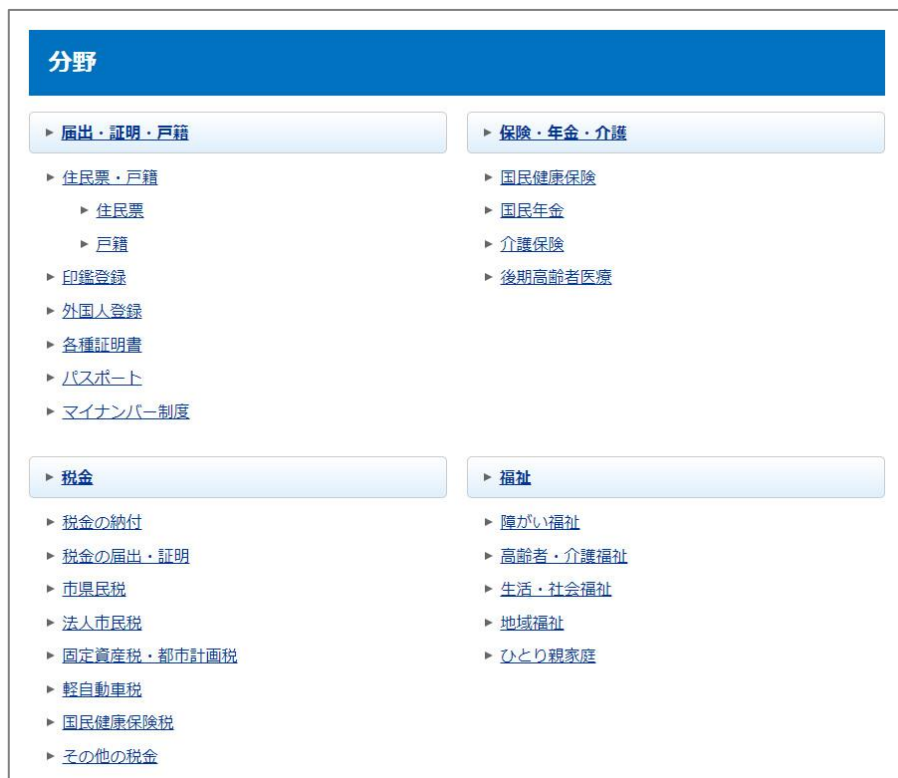 分野
届出・証明・戸籍
住民票・戸籍
住民票
戸籍
印鑑登録
外国人登録
各種証明書
パスポート
マイナンバー制度
保険・年金・介護
国民健康保険
国民年金
介護保険
後期高齢者医療
税金
税金の納付
税金の届出・証明
市県民税
法人市民税
固定資産税・都市計画税
軽自動車税
国民健康保険税
その他の税金
福祉
障がい福祉
高齢者・介護福祉
生活・社会福祉
地域福祉
ひとり親家庭